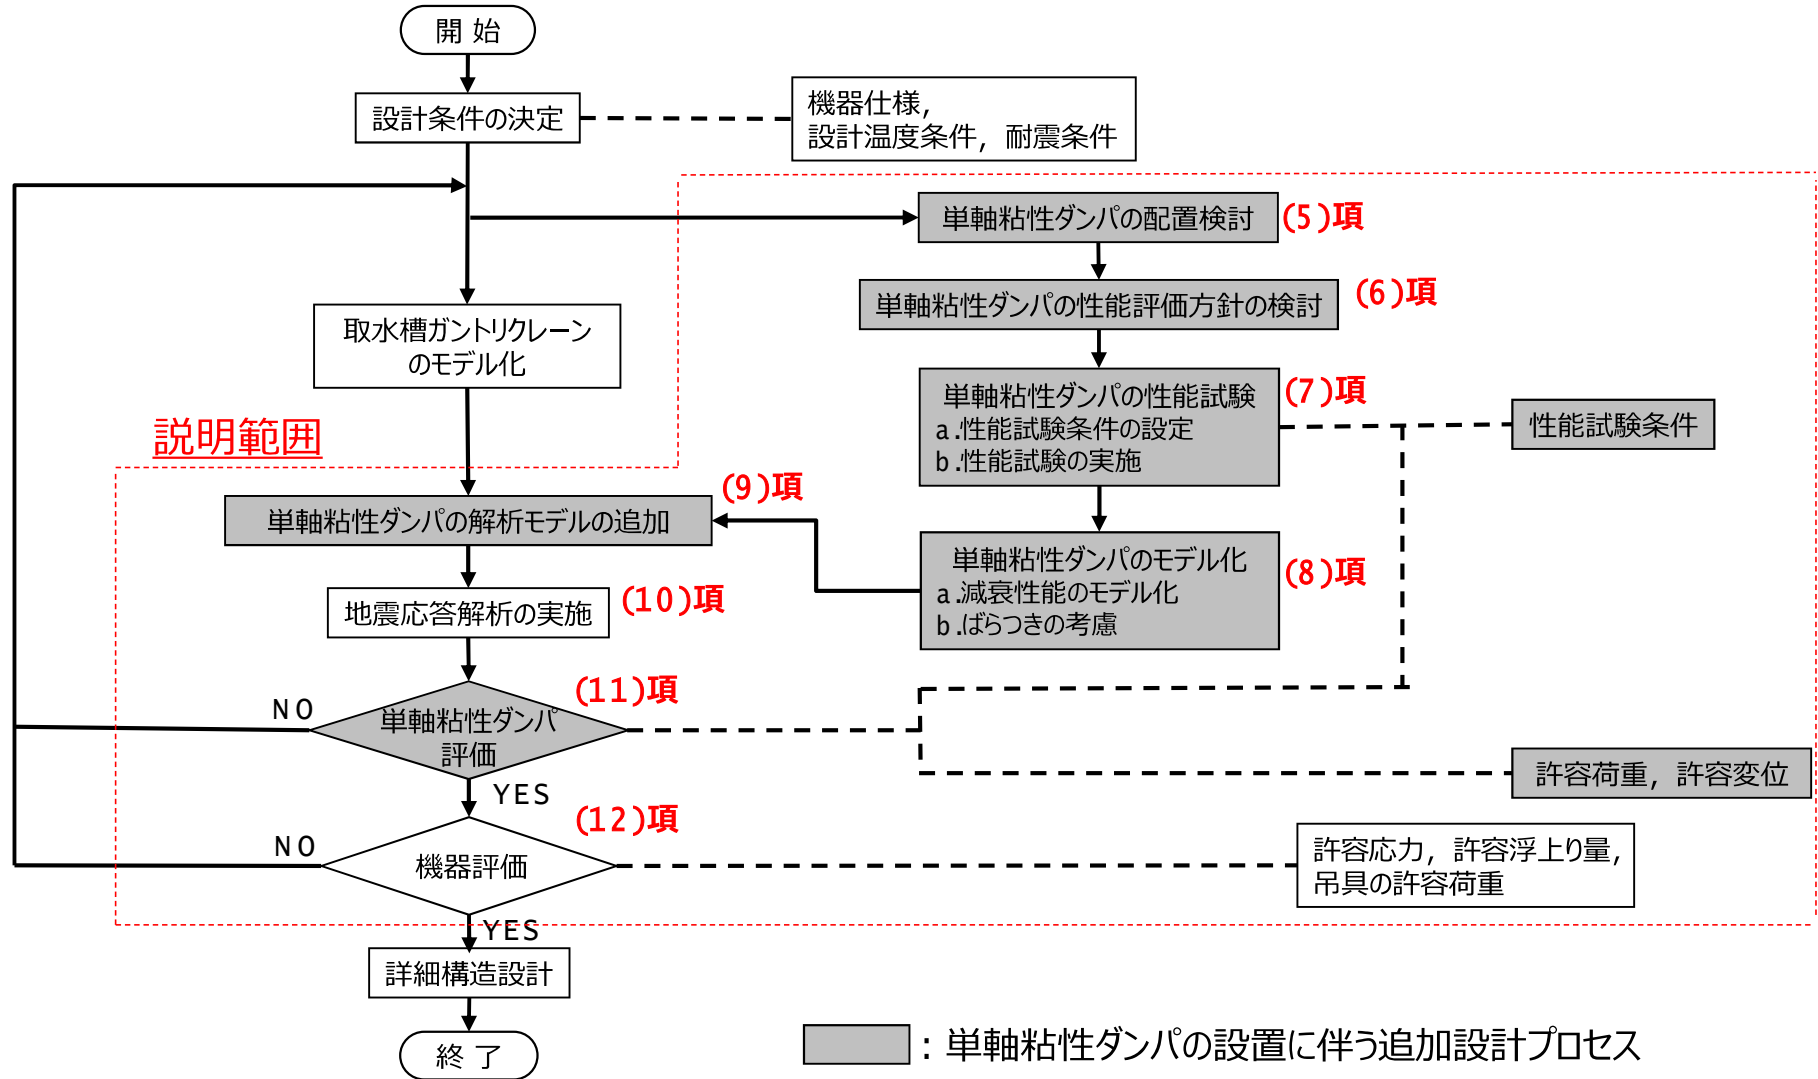 開 始
設計条件の決定
機器仕様,
設計温度条件, 耐震条件
単軸粘性ダンパの配置検討
(5)項
単軸粘性ダンパの性能評価方針の検討
(6)項
取水槽ガントリクレーン
のモデル化
単軸粘性ダンパの性能試験
a.性能試験条件の設定
b.性能試験の実施
(7)項
性能試験条件
説明範囲
単軸粘性ダンパの解析モデルの追加
(9)項
単軸粘性ダンパのモデル化
a.減衰性能のモデル化
b.ばらつきの考慮
(8)項
地震応答解析の実施
(10)項
単軸粘性ダンパ
評価
(11)項
NO
YES
許容荷重, 許容変位
機器評価
(12)項
NO
YES
許容応力, 許容浮上り量,
吊具の許容荷重
詳細構造設計
終 了
:単軸粘性ダンパの設置に伴う追加設計プロセス